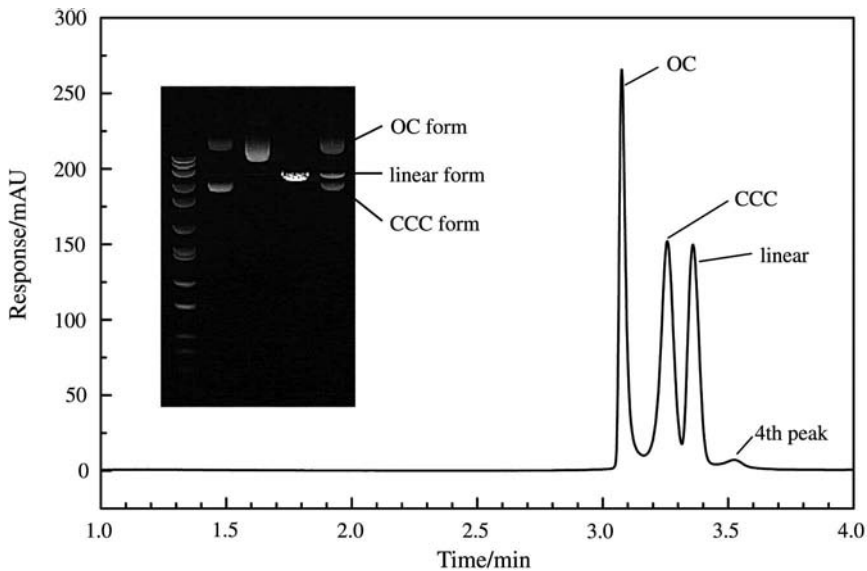 300
250
200
150
100
50
0
Response/mAU
OC form
linear form
CCC form
OC
CCC
linear
4th peak
1.0 1.5 2.0 2.5 3.0 3.5 4.0
Time/min